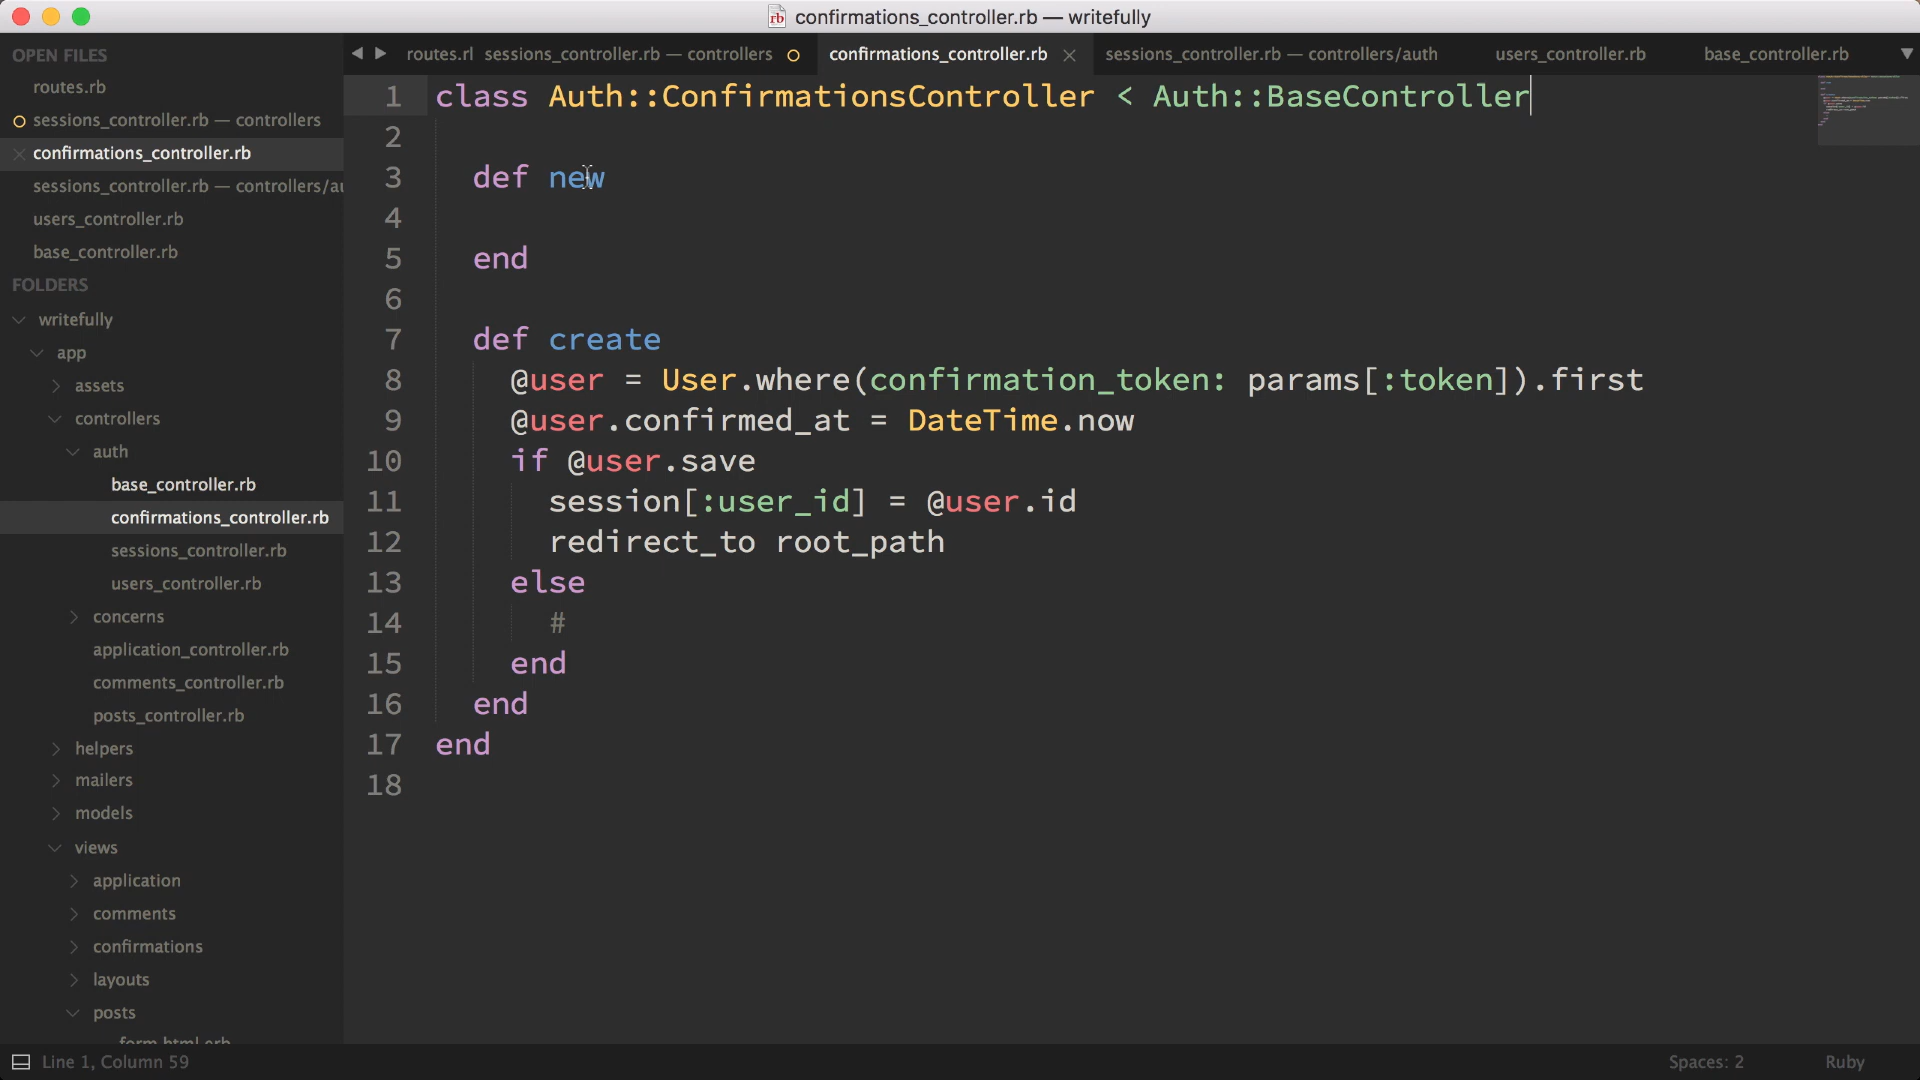 confirmations_controller.rb — writefully
OPEN FILES
routes.rb
sessions_controller.rb — controllers
confirmations_controller.rb
sessions_controller.rb — controllers/au
users_controller.rb
base_controller.rb
FOLDERS
writefully
app
assets
controllers
auth
base_controller.rb
confirmations_controller.rb
sessions_controller.rb
users_controller.rb
concerns
application_controller.rb
comments_controller.rb
posts_controller.rb
helpers
mailers
models
views
application
comments
confirmations
layouts
posts
_form.html.erb
routes.rl sessions_controller.rb — controllers confirmations_controller.rb sessions_controller.rb — controllers/auth users_controller.rb base_controller.rb
1 class Auth::ConfirmationsController < Auth::BaseController
2
3 def new
4
5 end
6
7 def create
8 @user = User.where(confirmation_token: params[:token]).first
9 @user.confirmed_at = DateTime.now
10 if @user.save
11 session[:user_id] = @user.id
12 redirect_to root_path
13 else
14 #
15 end
16 end
17 end
18
Line 1, Column 59
Spaces: 2
Ruby